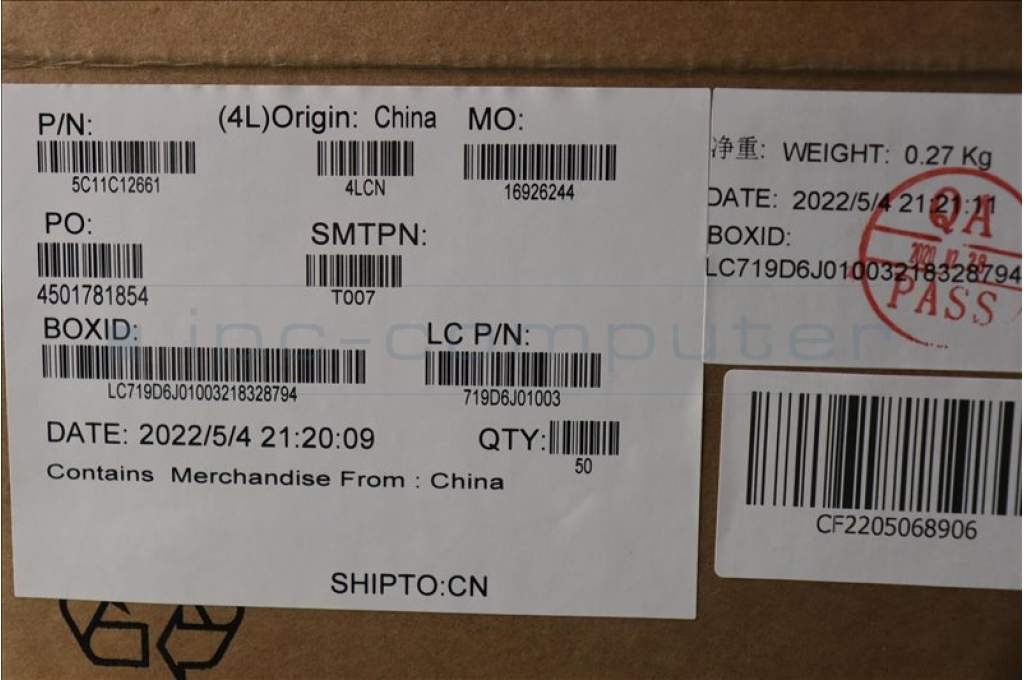 P/N:
5C11C12661
(4L)Origin: China
4LCN
MO:
16926244
PO:
4501781854
SMTPN:
T007
BOXID:
LC719D6J01003218328794
LC P/N:
719D6J01003
DATE: 2022/5/4 21:20:09
QTY:
50
Contains Merchandise From : China
SHIPTO:CN
净重: WEIGHT: 0.27 Kg
DATE: 2022/5/4 21:21:11
BOXID:
LC719D6J01003218328794
QA
PASS
CF2205068906
inc-computer